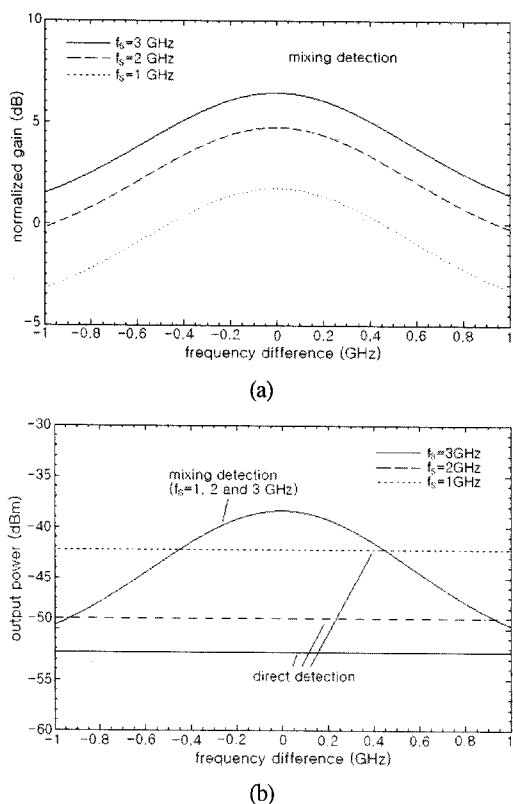 10
5
0
-5
normalized gain (dB)
fS=3 GHz
fS=2 GHz
fS=1 GHz
mixing detection
-1 -0.8 -0.6 -0.4 -0.2 0 0.2 0.4 0.6 0.8 1
frequency difference (GHz)
(a)
-30
-35
-40
-45
-50
-55
-60
output power (dBm)
mixing detection
(fS=1, 2 and 3 GHz)
fS=3GHz
fS=2GHz
fS=1GHz
direct detection
-1 -0.8 -0.6 -0.4 -0.2 0 0.2 0.4 0.6 0.8 1
frequency difference (GHz)
(b)